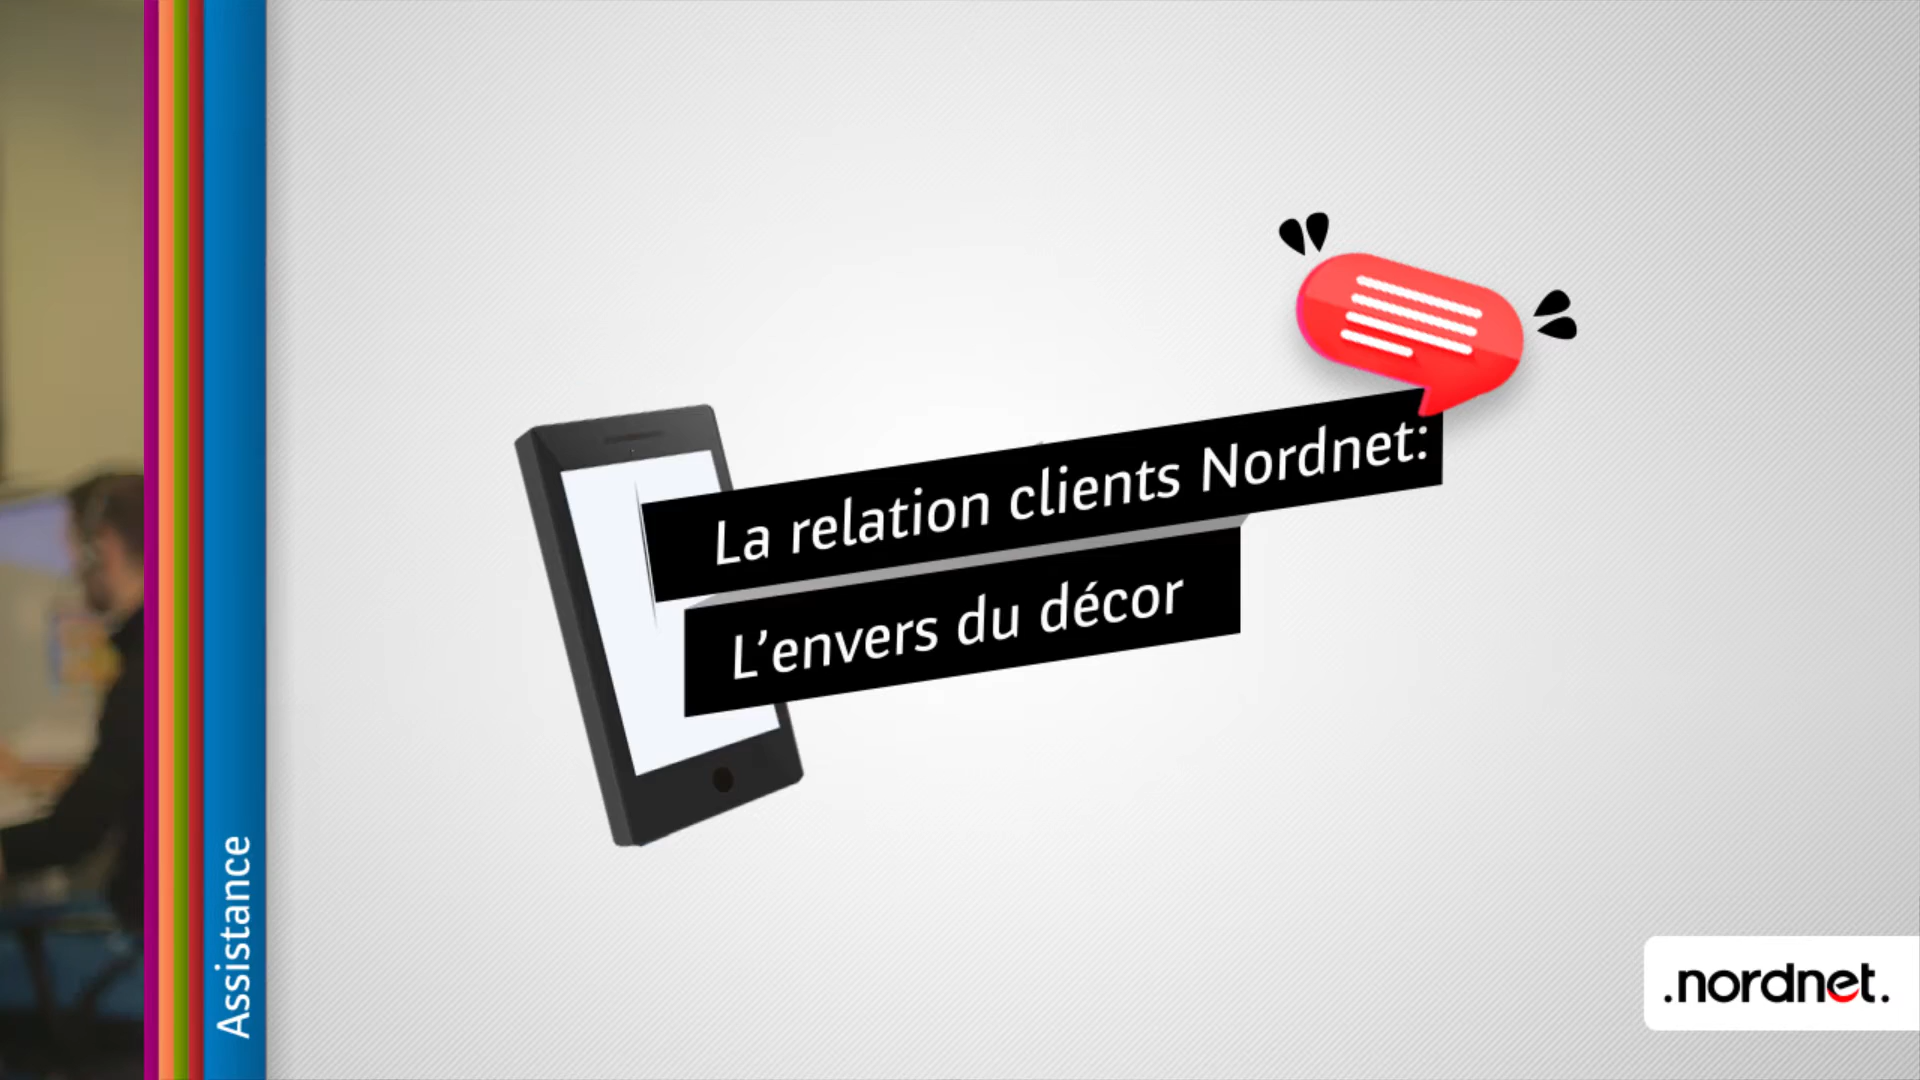 La relation clients Nordnet:
L'envers du décor
Assistance
.nordnet.